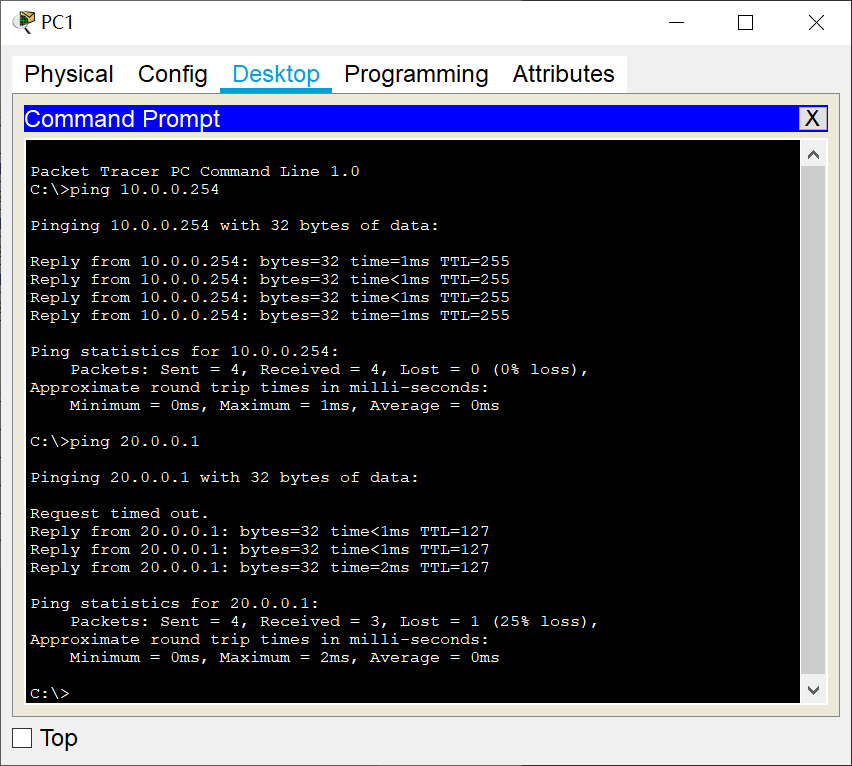 PC1
Physical Config Desktop Programming Attributes
Command Prompt X
Packet Tracer PC Command Line 1.0
C:\>ping 10.0.0.254
Pinging 10.0.0.254 with 32 bytes of data:
Reply from 10.0.0.254: bytes=32 time=1ms TTL=255
Reply from 10.0.0.254: bytes=32 time<1ms TTL=255
Reply from 10.0.0.254: bytes=32 time<1ms TTL=255
Reply from 10.0.0.254: bytes=32 time=1ms TTL=255
Ping statistics for 10.0.0.254:
Packets: Sent = 4, Received = 4, Lost = 0 (0% loss),
Approximate round trip times in milli-seconds:
Minimum = 0ms, Maximum = 1ms, Average = 0ms
C:\>ping 20.0.0.1
Pinging 20.0.0.1 with 32 bytes of data:
Request timed out.
Reply from 20.0.0.1: bytes=32 time<1ms TTL=127
Reply from 20.0.0.1: bytes=32 time<1ms TTL=127
Reply from 20.0.0.1: bytes=32 time=2ms TTL=127
Ping statistics for 20.0.0.1:
Packets: Sent = 4, Received = 3, Lost = 1 (25% loss),
Approximate round trip times in milli-seconds:
Minimum = 0ms, Maximum = 2ms, Average = 0ms
C:\>
Top